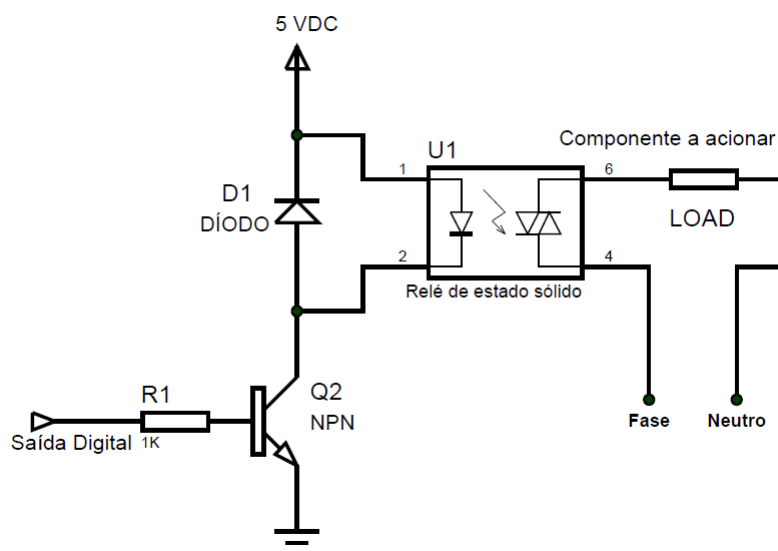 5 VDC
D1
DÍODO
U1
1
2
6
4
Relé de estado sólido
Componente a acionar
LOAD
R1
1K
Saída Digital
Q2
NPN
Fase
Neutro